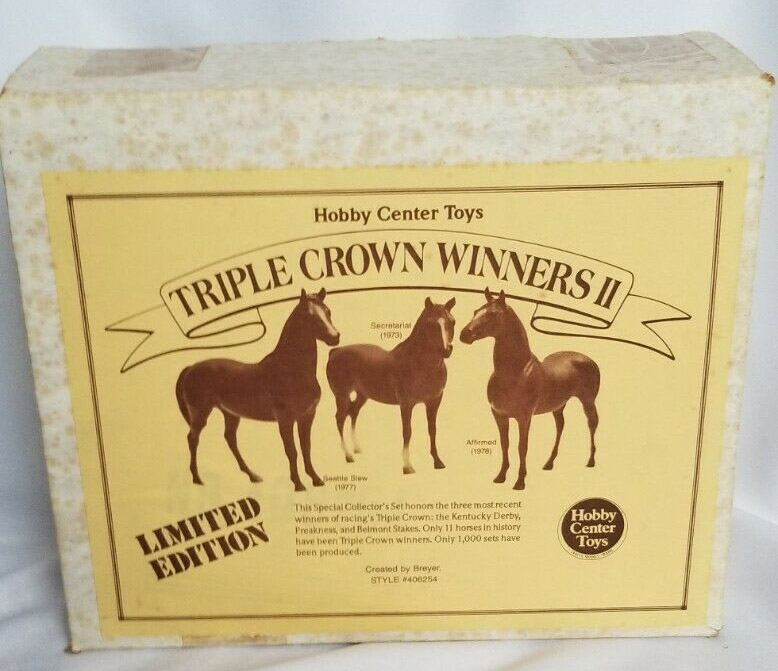 Hobby Center Toys
TRIPLE CROWN WINNERS II
Secretariat
(1973)
Affirmed
(1978)
Seattle Slew
(1977)
LIMITED
EDITION
This Special Collector's Set honors the three most recent
winners of racing's Triple Crown: the Kentucky Derby,
Preakness, and Belmont Stakes. Only 11 horses in history
have been Triple Crown winners. Only 1,000 sets have
been produced.
Created by Breyer.
STYLE #406254
Hobby
Center
Toys